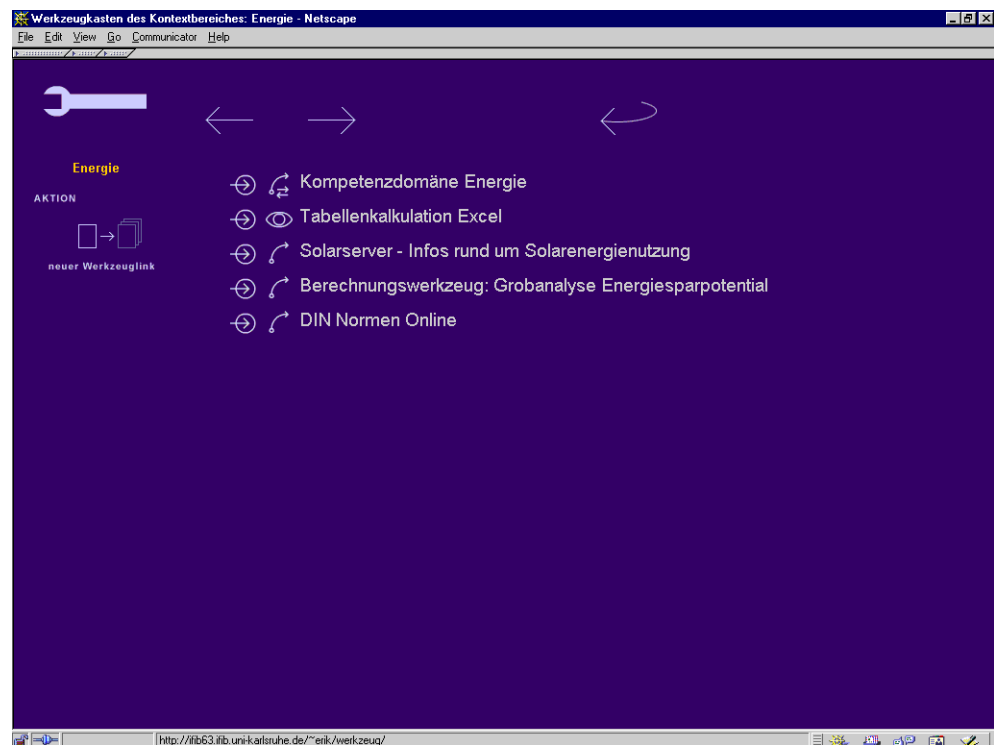 Werkzeugkasten des Kontextbereiches: Energie - Netscape
File Edit View Go Communicator Help
Energie
AKTION
neuer Werkzeuglink
Kompetenzdomäne Energie
Tabellenkalkulation Excel
Solarserver - Infos rund um Solarenergienutzung
Berechnungswerkzeug: Grobanalyse Energiesparpotential
DIN Normen Online
http://ifib63.ifib.uni-karlsruhe.de/~erik/werkzeug/